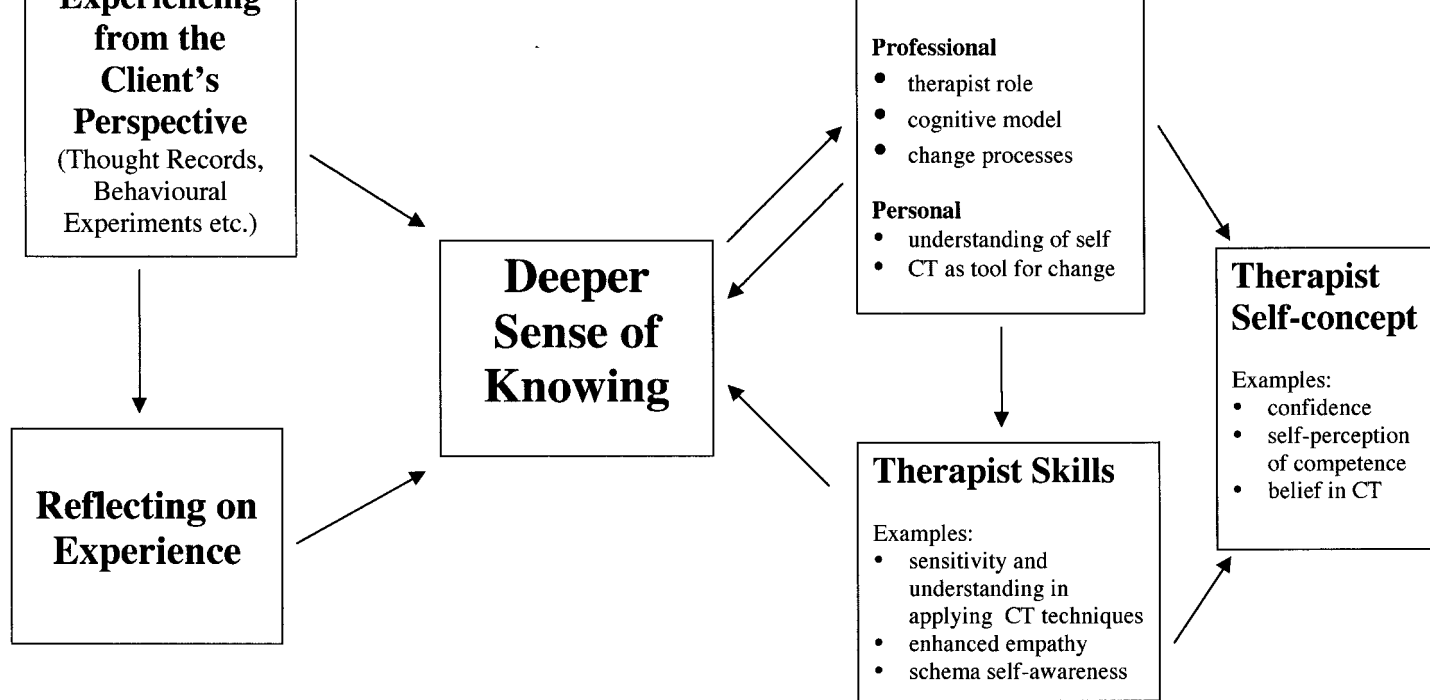 Experiencing
from the
Client's
Perspective
(Thought Records,
Behavioural
Experiments etc.)
Reflecting on
Experience
Deeper
Sense of
Knowing
Professional
• therapist role
• cognitive model
• change processes
Personal
• understanding of self
• CT as tool for change
Therapist Skills
Examples:
• sensitivity and
understanding in
applying CT techniques
• enhanced empathy
• schema self-awareness
Therapist
Self-concept
Examples:
• confidence
• self-perception
of competence
• belief in CT